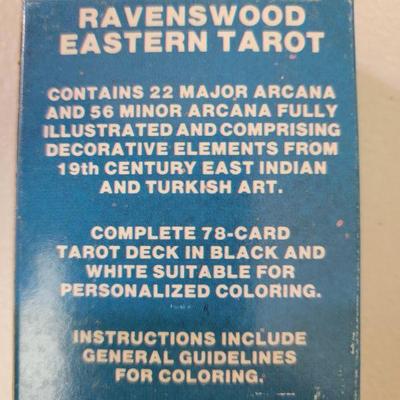 RAVENSWOOD
EASTERN TAROT
CONTAINS 22 MAJOR ARCANA
AND 56 MINOR ARCANA FULLY
ILLUSTRATED AND COMPRISING
DECORATIVE ELEMENTS FROM
19th CENTURY EAST INDIAN
AND TURKISH ART.
COMPLETE 78-CARD
TAROT DECK IN BLACK AND
WHITE SUITABLE FOR
PERSONALIZED COLORING.
INSTRUCTIONS INCLUDE
GENERAL GUIDELINES
FOR COLORING.